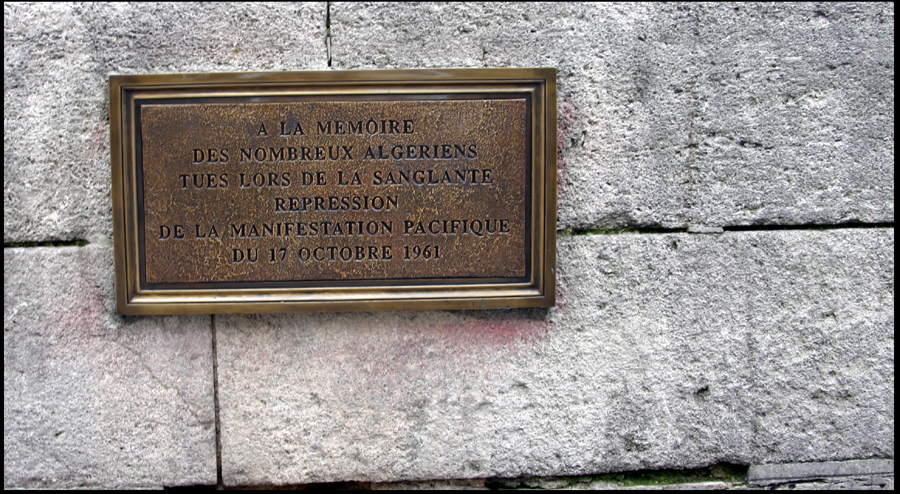 A LA MEMOIRE
DES NOMBREUX ALGERIENS
TUES LORS DE LA SANGLANTE
REPRESSION
DE LA MANIFESTATION PACIFIQUE
DU 17 OCTOBRE 1961